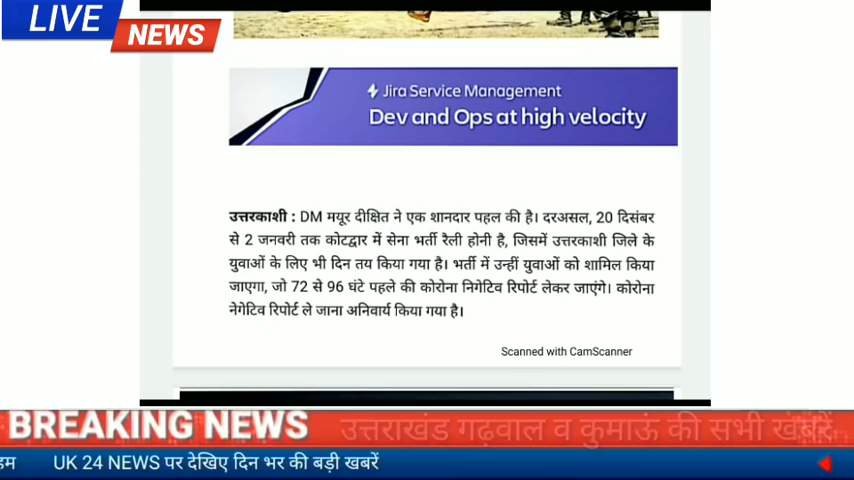 LIVE
NEWS
Jira Service Management
Dev and Ops at high velocity
उत्तरकाशी : DM मयूर दीक्षित ने एक शानदार पहल की है। दरअसल, 20 दिसंबर
से 2 जनवरी तक कोटद्वार में सेना भर्ती रैली होनी है, जिसमें उत्तरकाशी जिले के
युवाओं के लिए भी दिन तय किया गया है। भर्ती में उन्हीं युवाओं को शामिल किया
जाएगा, जो 72 से 96 घंटे पहले की कोरोना निगेटिव रिपोर्ट लेकर जाएंगे। कोरोना
नेगेटिव रिपोर्ट ले जाना अनिवार्य किया गया है।
Scanned with CamScanner
BREAKING NEWS
उत्तराखंड गढ़वाल व कुमाऊं की सभी खबरें
UK 24 NEWS पर देखिए दिन भर की बड़ी खबरें